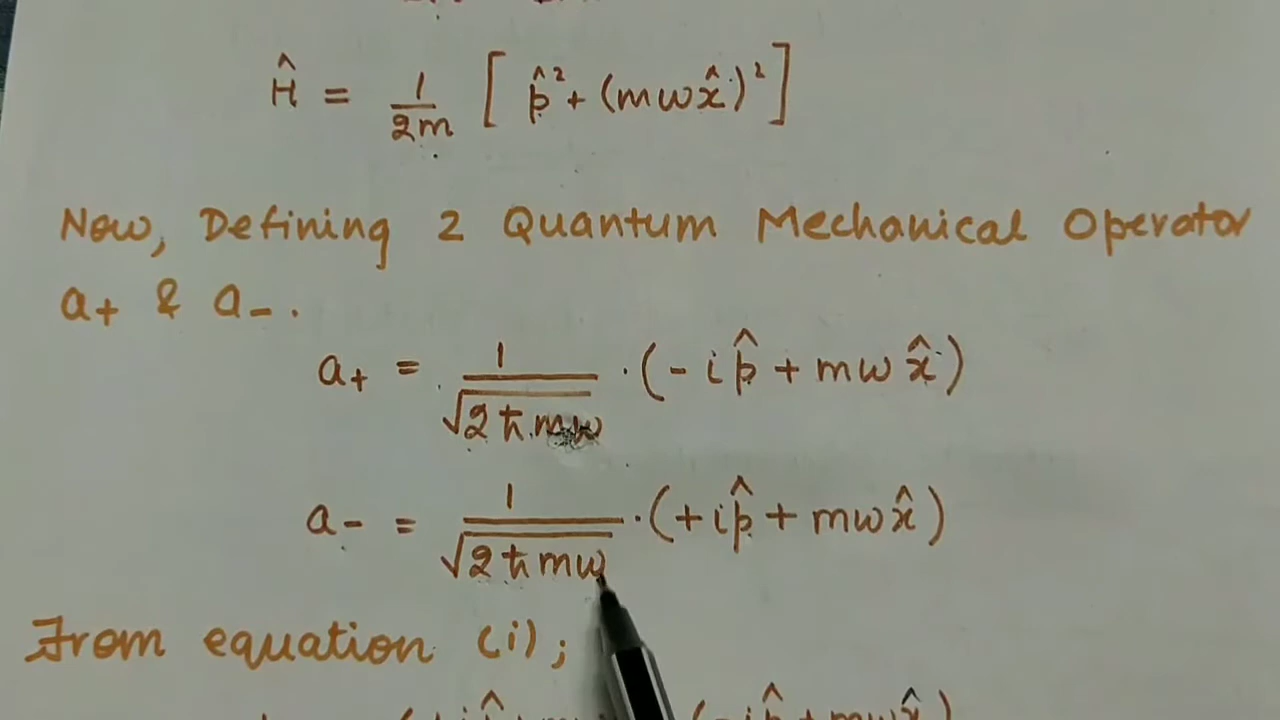 Ĥ = 1/2m [ p̂² + (mωx̂)² ]
Now, Defining 2 Quantum Mechanical Operator
a+ & a-.
a+ = 1/√2ħmω · (-ip̂ + mωx̂)
a- = 1/√2ħmω · (+ip̂ + mωx̂)
From equation (i);